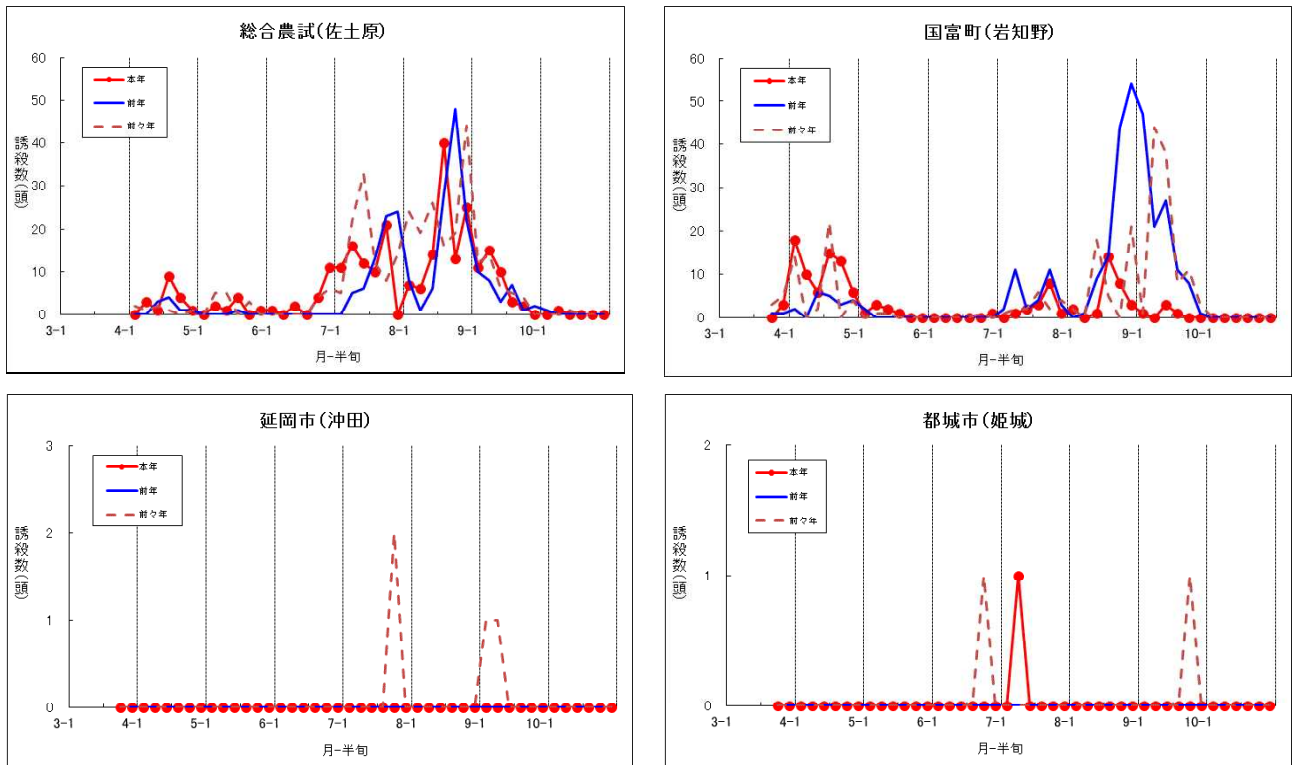 総合農試(佐土原)
60
50
40
30
20
10
0
誘殺数(頭)
本年
前年
前々年
3-1 4-1 5-1 6-1 7-1 8-1 9-1 10-1
月-半旬
国富町(岩知野)
60
50
40
30
20
10
0
誘殺数(頭)
本年
前年
前々年
3-1 4-1 5-1 6-1 7-1 8-1 9-1 10-1
月-半旬
延岡市(沖田)
3
2
1
0
誘殺数(頭)
本年
前年
前々年
3-1 4-1 5-1 6-1 7-1 8-1 9-1 10-1
月-半旬
都城市(姫城)
2
1
0
誘殺数(頭)
本年
前年
前々年
3-1 4-1 5-1 6-1 7-1 8-1 9-1 10-1
月-半旬